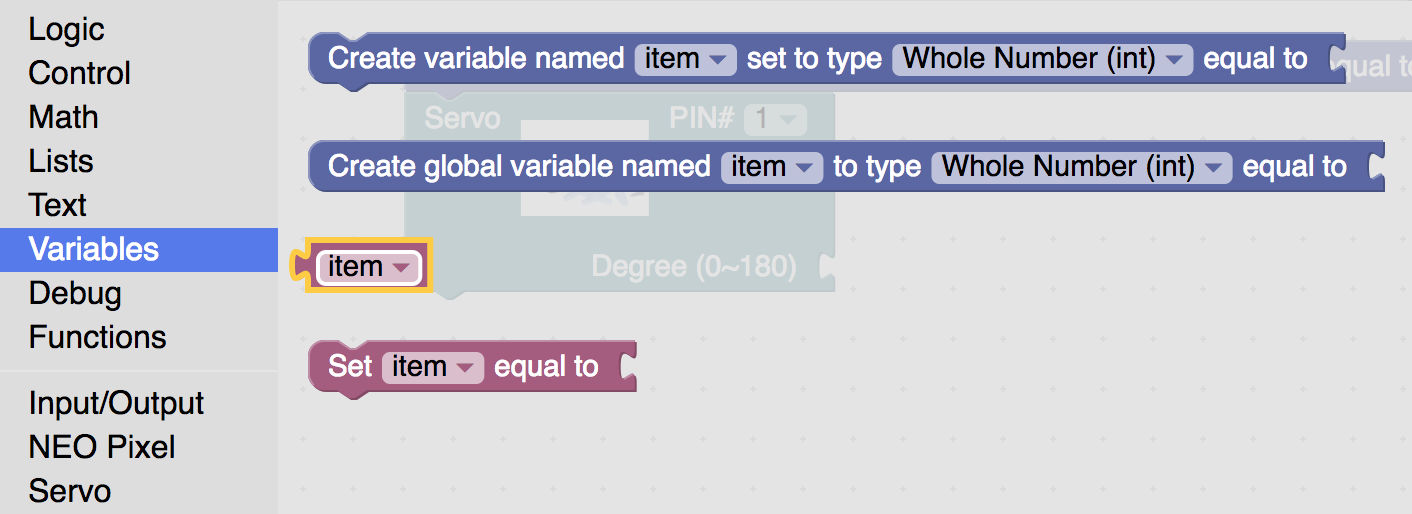 Logic
Control
Math
Lists
Text
Variables
Debug
Functions
Input/Output
NEO Pixel
Servo
Create variable named item set to type Whole Number (int) equal to
qual to
Servo PIN# 1
Create global variable named item to type Whole Number (int) equal to
item
Degree (0~180)
Set item equal to